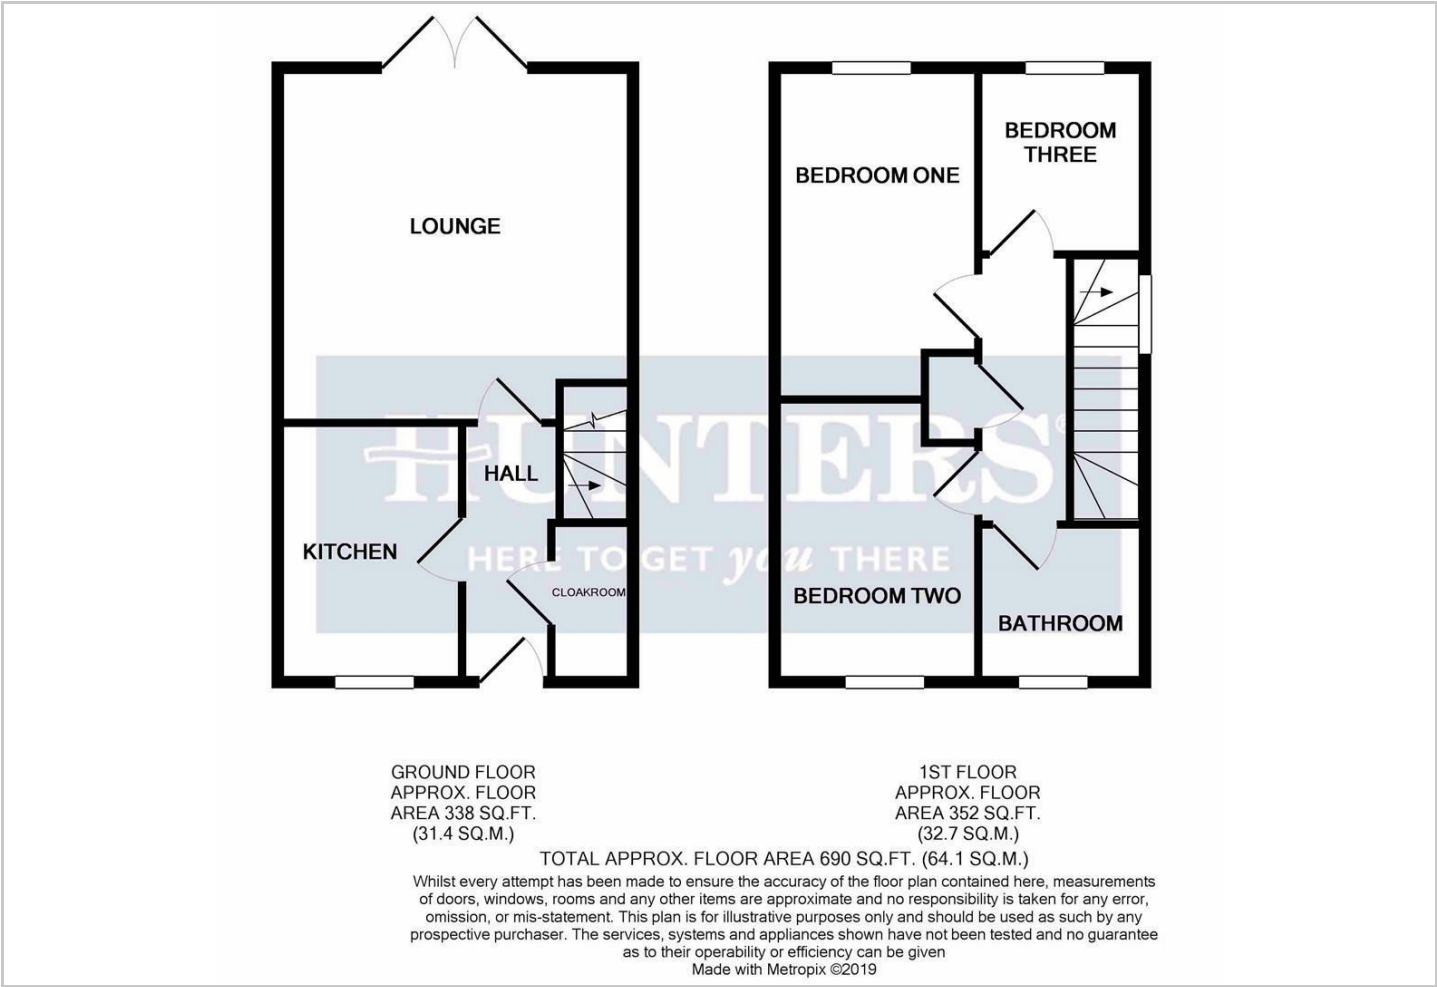 LOUNGE
HALL
KITCHEN
CLOAKROOM
BEDROOM ONE
BEDROOM
THREE
BEDROOM TWO
BATHROOM
HUNTERS®
HERE TO GET you THERE
GROUND FLOOR
APPROX. FLOOR
AREA 338 SQ.FT.
(31.4 SQ.M.)
1ST FLOOR
APPROX. FLOOR
AREA 352 SQ.FT.
(32.7 SQ.M.)
TOTAL APPROX. FLOOR AREA 690 SQ.FT. (64.1 SQ.M.)
Whilst every attempt has been made to ensure the accuracy of the floor plan contained here, measurements
of doors, windows, rooms and any other items are approximate and no responsibility is taken for any error,
omission, or mis-statement. This plan is for illustrative purposes only and should be used as such by any
prospective purchaser. The services, systems and appliances shown have not been tested and no guarantee
as to their operability or efficiency can be given
Made with Metropix ©2019